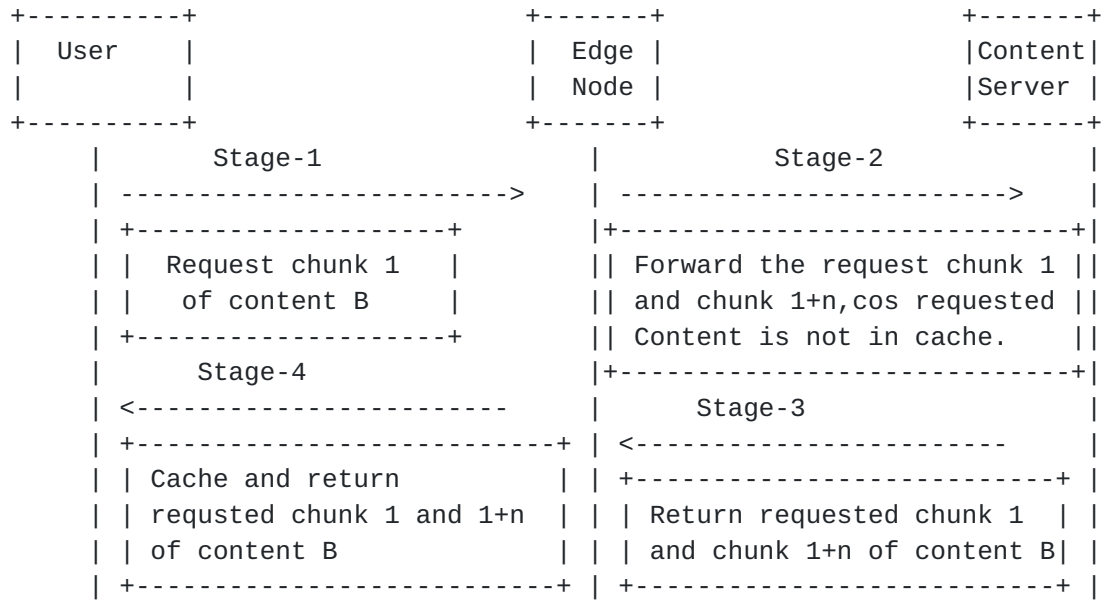 User
Edge
Node
Content
Server
Stage-1
Stage-2
Request chunk 1
of content B
Forward the request chunk 1
and chunk 1+n,cos requested
Content is not in cache.
Stage-4
Stage-3
Cache and return
requsted chunk 1 and 1+n
of content B
Return requested chunk 1
and chunk 1+n of content B